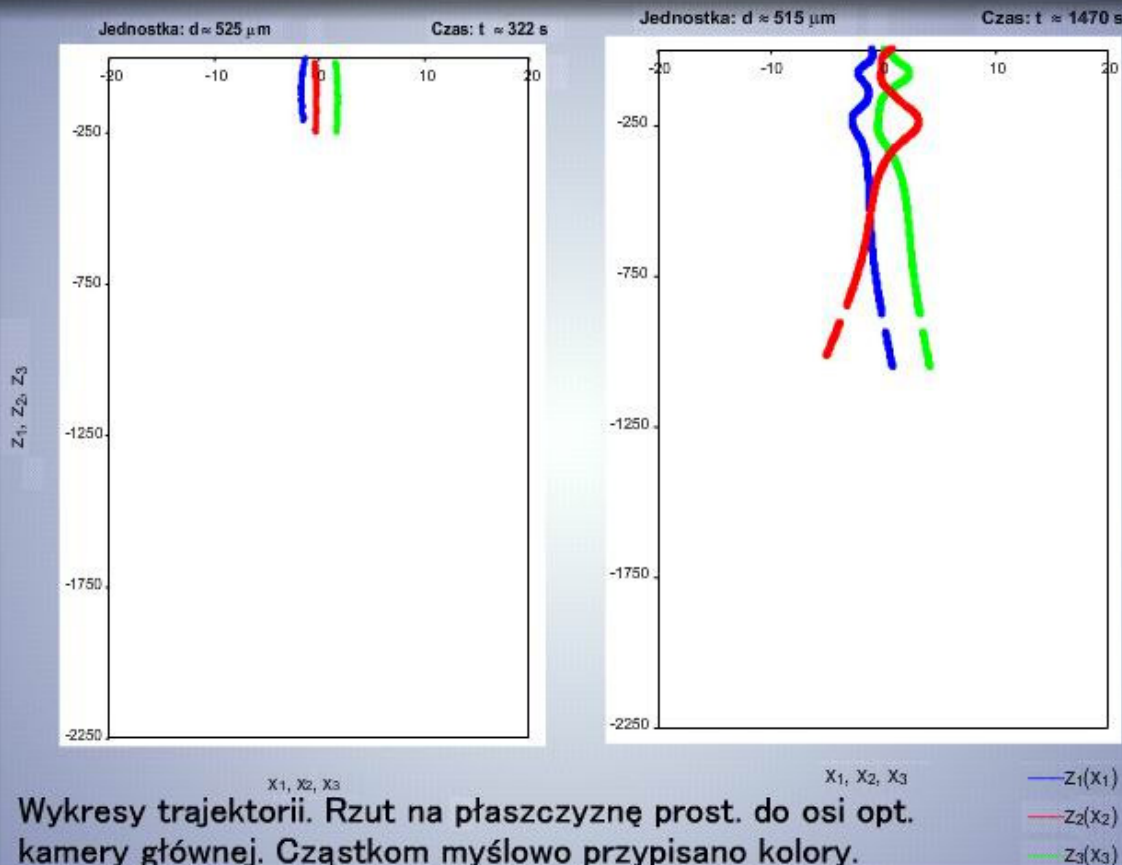 Jednostka: d ≈ 525 μm Czas: t ≈ 322 s
-20 -10 0 10 20
-250
-750
-1250
-1750
-2250
z1, z2, z3
x1, x2, x3
Jednostka: d ≈ 515 μm Czas: t ≈ 1470 s
-20 -10 0 10 20
-250
-750
-1250
-1750
-2250
x1, x2, x3
z1(x1)
z2(x2)
z3(x3)
Wykresy trajektorii. Rzut na płaszczyznę prost. do osi opt.
kamery głównej. Cząstkom myślowo przypisano kolory.